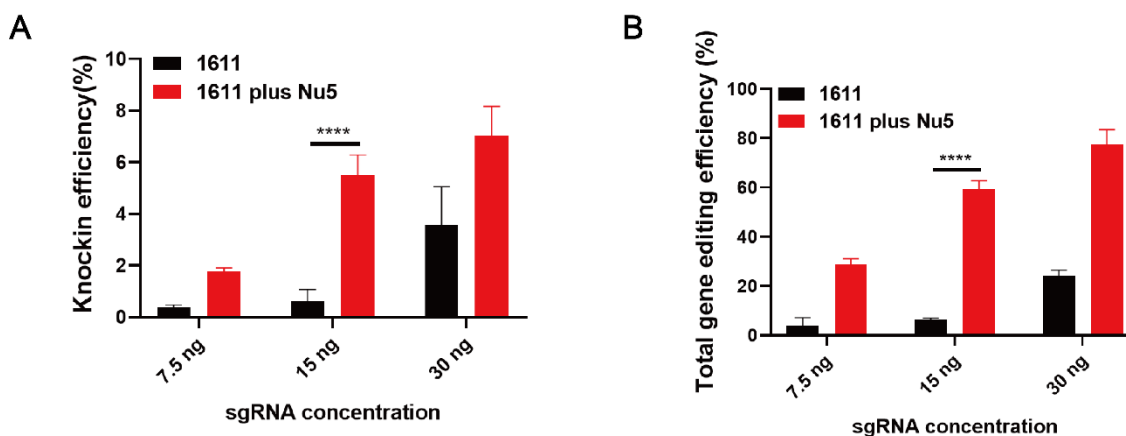 A
Knockin efficiency(%)
10
8
6
4
2
0
1611
1611 plus Nu5
****
7.5 ng
15 ng
30 ng
sgRNA concentration
B
Total gene editing efficiency (%)
100
80
60
40
20
0
1611
1611 plus Nu5
****
7.5 ng
15 ng
30 ng
sgRNA concentration